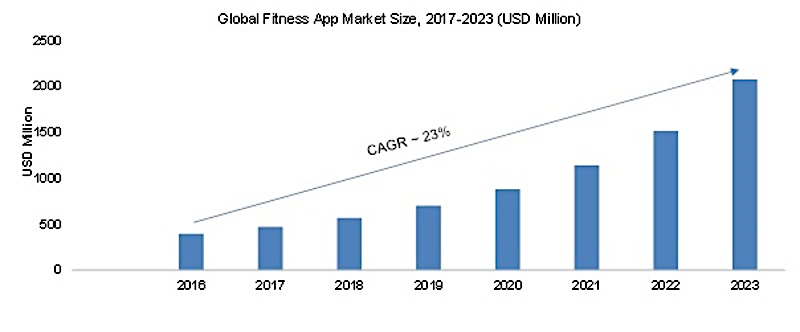 Global Fitness App Market Size, 2017-2023 (USD Million)
2500
2000
1500
1000
500
0
USD Million
CAGR ~ 23%
2016 2017 2018 2019 2020 2021 2022 2023